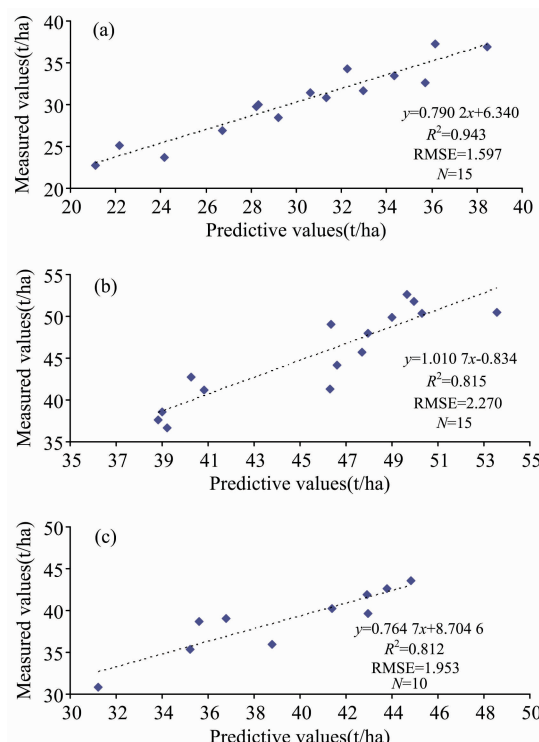 (a)
Measured values(t/ha)
40
35
30
25
20
y=0.790 2x+6.340
R²=0.943
RMSE=1.597
N=15
20 22 24 26 28 30 32 34 36 38 40
Predictive values(t/ha)
(b)
Measured values(t/ha)
55
50
45
40
35
y=1.010 7x-0.834
R²=0.815
RMSE=2.270
N=15
35 37 39 41 43 45 47 49 51 53 55
Predictive values(t/ha)
(c)
Measured values(t/ha)
50
45
40
35
30
y=0.764 7x+8.704 6
R²=0.812
RMSE=1.953
N=10
30 32 34 36 38 40 42 44 46 48 50
Predictive values(t/ha)